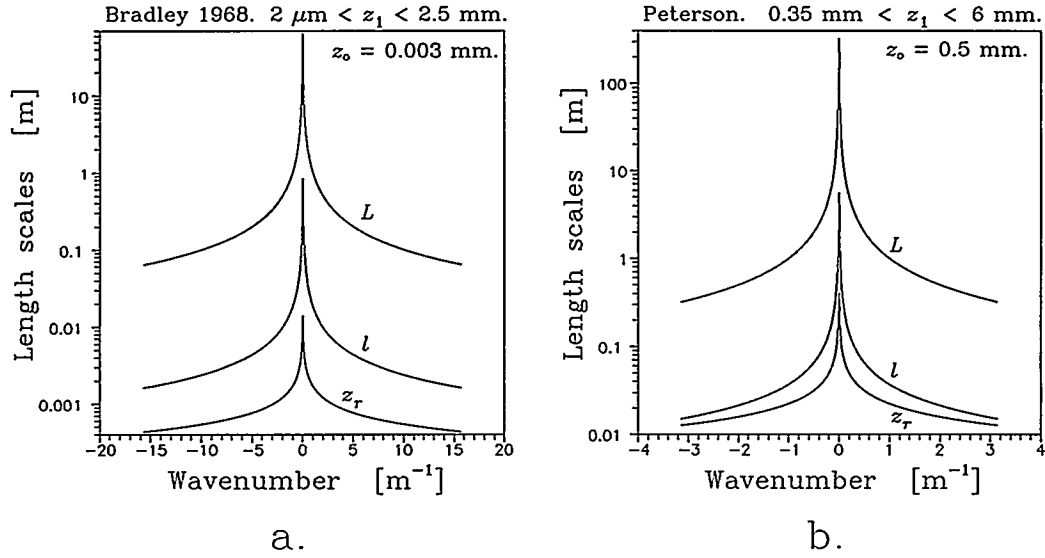 Bradley 1968. 2 μm < z₁ < 2.5 mm.
zₒ = 0.003 mm.
Length scales [m]
10
1
0.1
0.01
0.001
L
l
zᵣ
−20 −15 −10 −5 0 5 10 15 20
Wavenumber [m⁻¹]
a.
Peterson. 0.35 mm < z₁ < 6 mm.
zₒ = 0.5 mm.
Length scales [m]
100
10
1
0.1
0.01
L
l
zᵣ
−4 −3 −2 −1 0 1 2 3 4
Wavenumber [m⁻¹]
b.